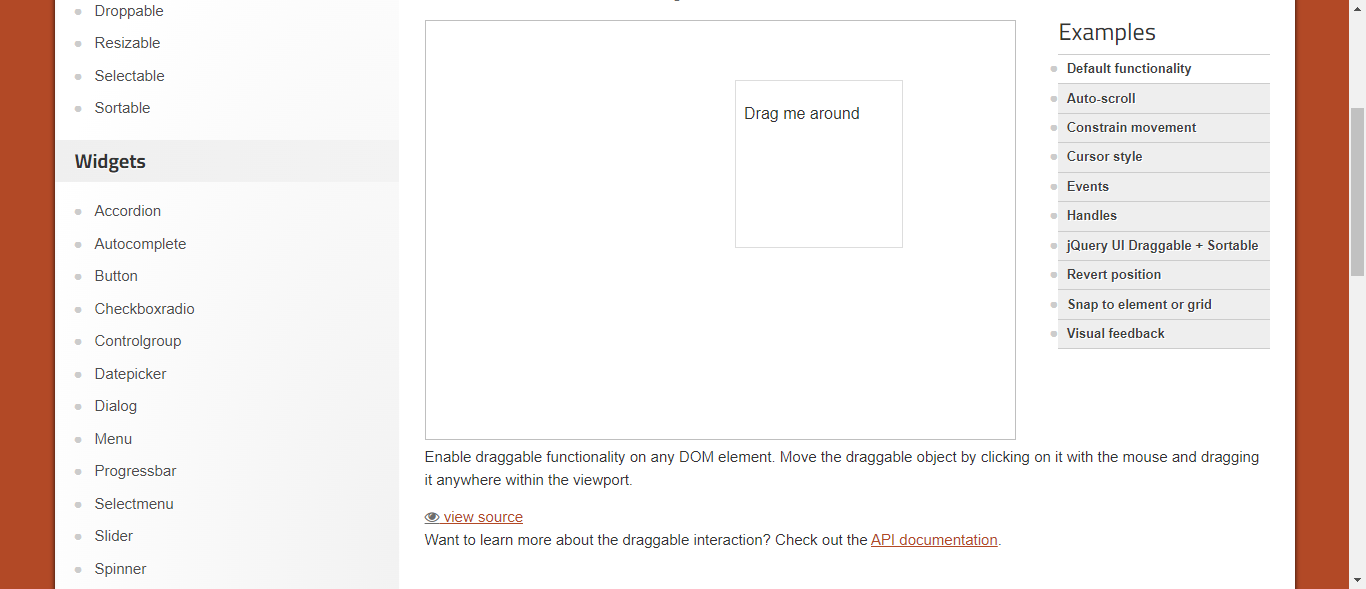 Droppable
Resizable
Selectable
Sortable
Widgets
Accordion
Autocomplete
Button
Checkboxradio
Controlgroup
Datepicker
Dialog
Menu
Progressbar
Selectmenu
Slider
Spinner
Drag me around
Enable draggable functionality on any DOM element. Move the draggable object by clicking on it with the mouse and dragging
it anywhere within the viewport.
view source
Want to learn more about the draggable interaction? Check out the API documentation.
Examples
Default functionality
Auto-scroll
Constrain movement
Cursor style
Events
Handles
jQuery UI Draggable + Sortable
Revert position
Snap to element or grid
Visual feedback